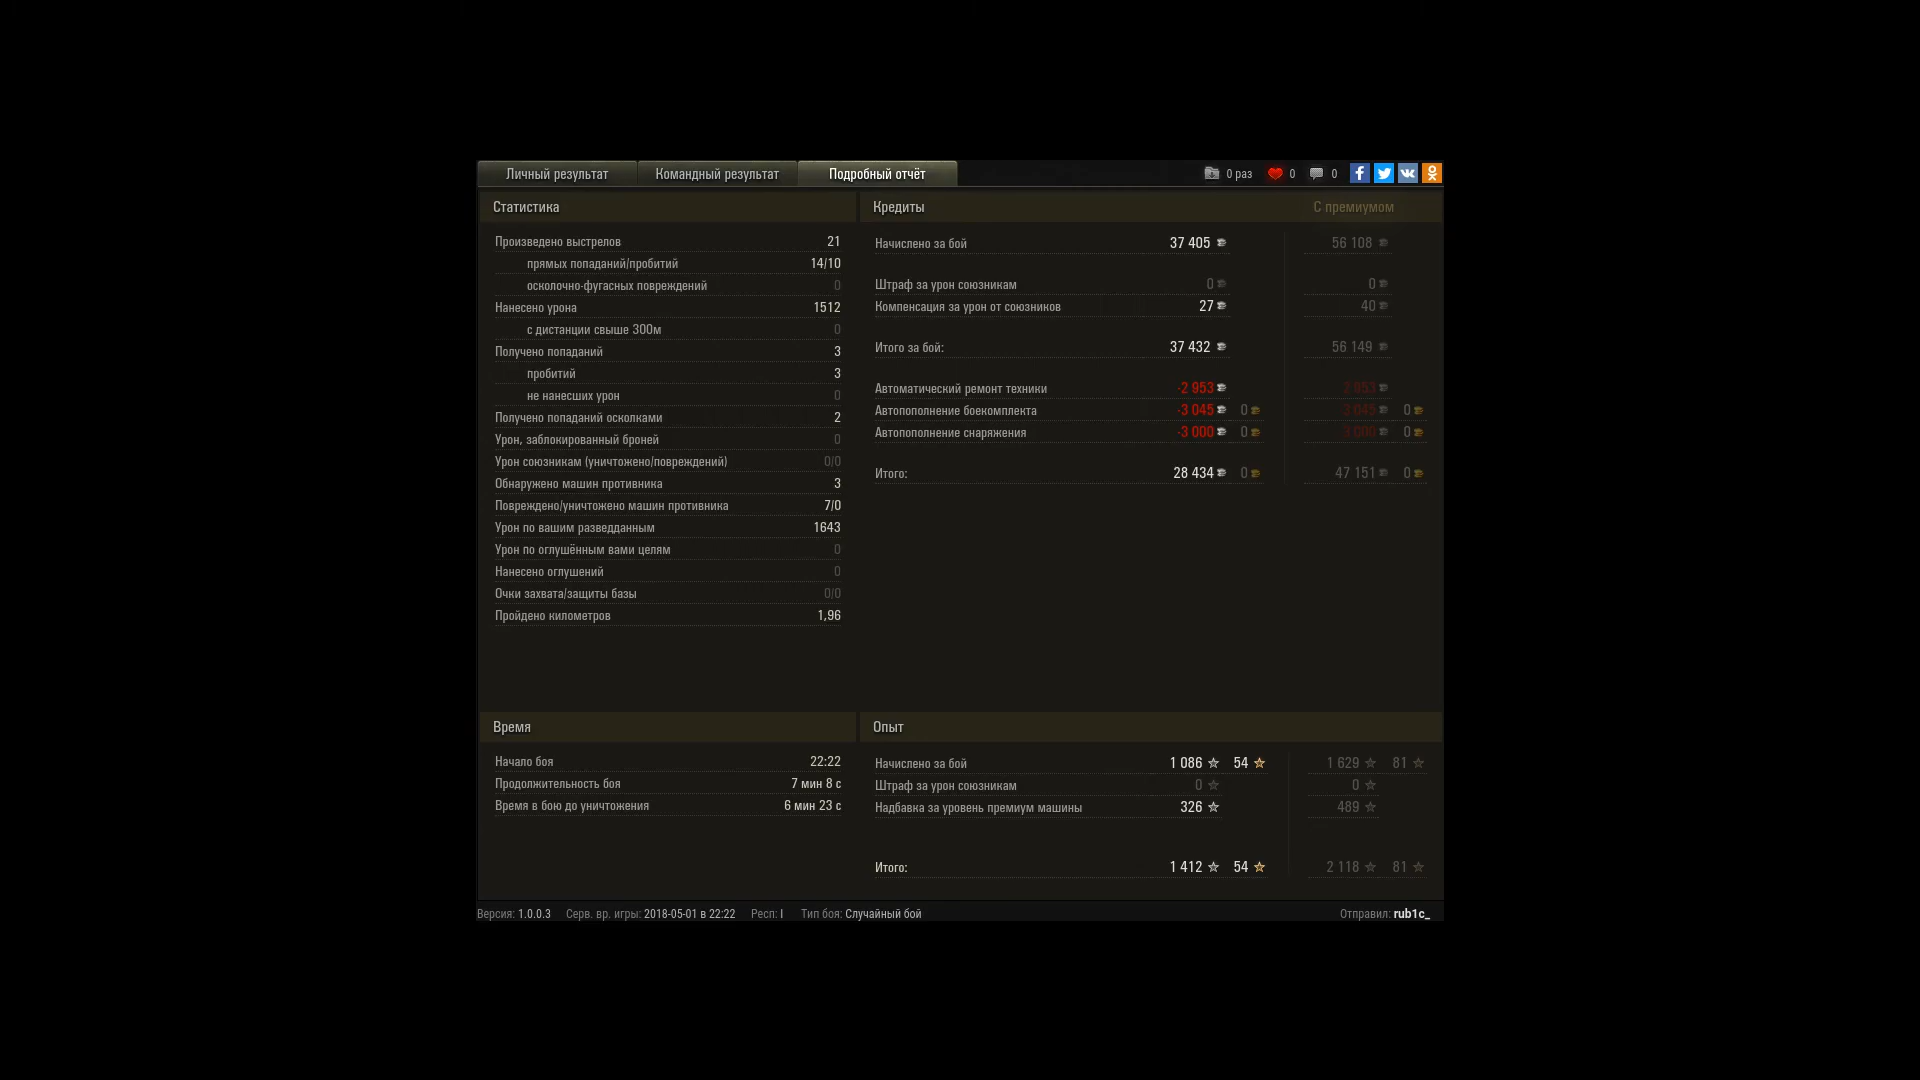 Личный результат Командный результат Подробный отчёт 0 раз 0 0
Статистика
Произведено выстрелов 21
прямых попаданий/пробитий 14/10
осколочно-фугасных повреждений 0
Нанесено урона 1512
с дистанции свыше 300м 0
Получено попаданий 3
пробитий 3
не нанесших урон 0
Получено попаданий осколками 2
Урон, заблокированный броней 0
Урон союзникам (уничтожено/повреждений) 0/0
Обнаружено машин противника 3
Повреждено/уничтожено машин противника 7/0
Урон по вашим разведданным 1643
Урон по оглушённым вами целям 0
Нанесено оглушений 0
Очки захвата/защиты базы 0/0
Пройдено километров 1,96
Кредиты С премиумом
Начислено за бой 37 405 56 108
Штраф за урон союзникам 0 0
Компенсация за урон от союзников 27 40
Итого за бой: 37 432 56 149
Автоматический ремонт техники -2 953 -2 953
Автопополнение боекомплекта -3 045 0 -3 045 0
Автопополнение снаряжения -3 000 0 -3 000 0
Итого: 28 434 0 47 151 0
Время
Начало боя 22:22
Продолжительность боя 7 мин 8 с
Время в бою до уничтожения 6 мин 23 с
Опыт
Начислено за бой 1 086 54 1 629 81
Штраф за урон союзникам 0 0
Надбавка за уровень премиум машины 326 489
Итого: 1 412 54 2 118 81
Версия: 1.0.0.3 Серв. вр. игры: 2018-05-01 в 22:22 Респ: I Тип боя: Случайный бой Отправил: rub1c_